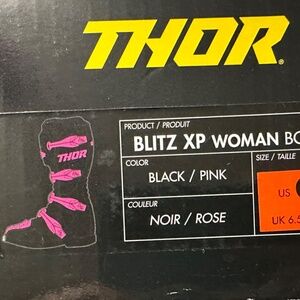 THOR
PRODUCT / PRODUIT
BLITZ XP WOMAN BO
COLOR
BLACK / PINK
SIZE / TAILLE
US
COULEUR
NOIR / ROSE
UK 6.5
THOR